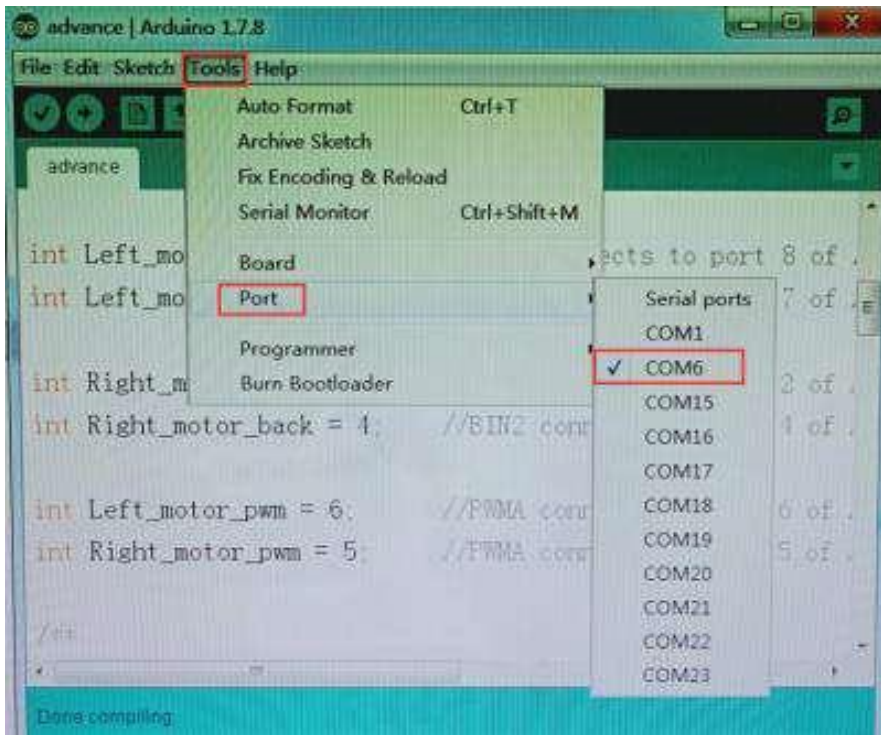 advance | Arduino 1.7.8
File Edit Sketch Tools Help
Auto Format Ctrl+T
Archive Sketch
advance
Fix Encoding & Reload
Serial Monitor Ctrl+Shift+M
int Left_mo
Board
ects to port 8 of
int Left_mo
Port
Serial ports
7 of
COM1
Programmer
COM6
int Right_m
Burn Bootloader
2 of
COM15
int Right_motor_back = 4; //BIN2 conn
COM16
4 of
COM17
int Left_motor_pwm = 6; //PWMA conn
COM18
6 of
COM19
int Right_motor_pwm = 5; //PWMA conn
5 of
COM20
COM21
/**
COM22
COM23
Done compiling